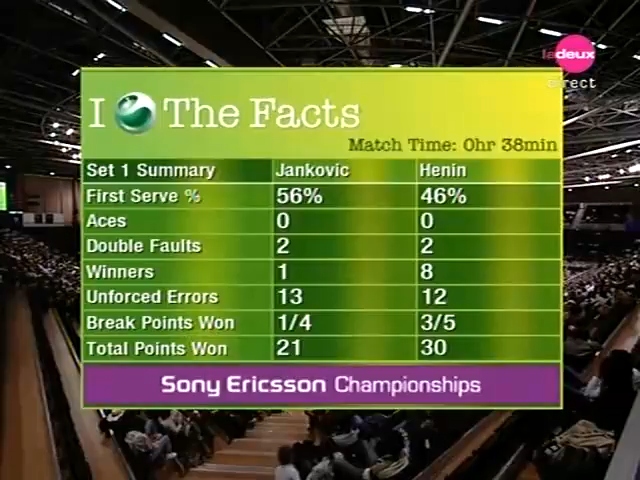 la deux
direct
I The Facts
Match Time: 0hr 38min
Set 1 Summary Jankovic Henin
First Serve % 56% 46%
Aces 0 0
Double Faults 2 2
Winners 1 8
Unforced Errors 13 12
Break Points Won 1/4 3/5
Total Points Won 21 30
Sony Ericsson Championships